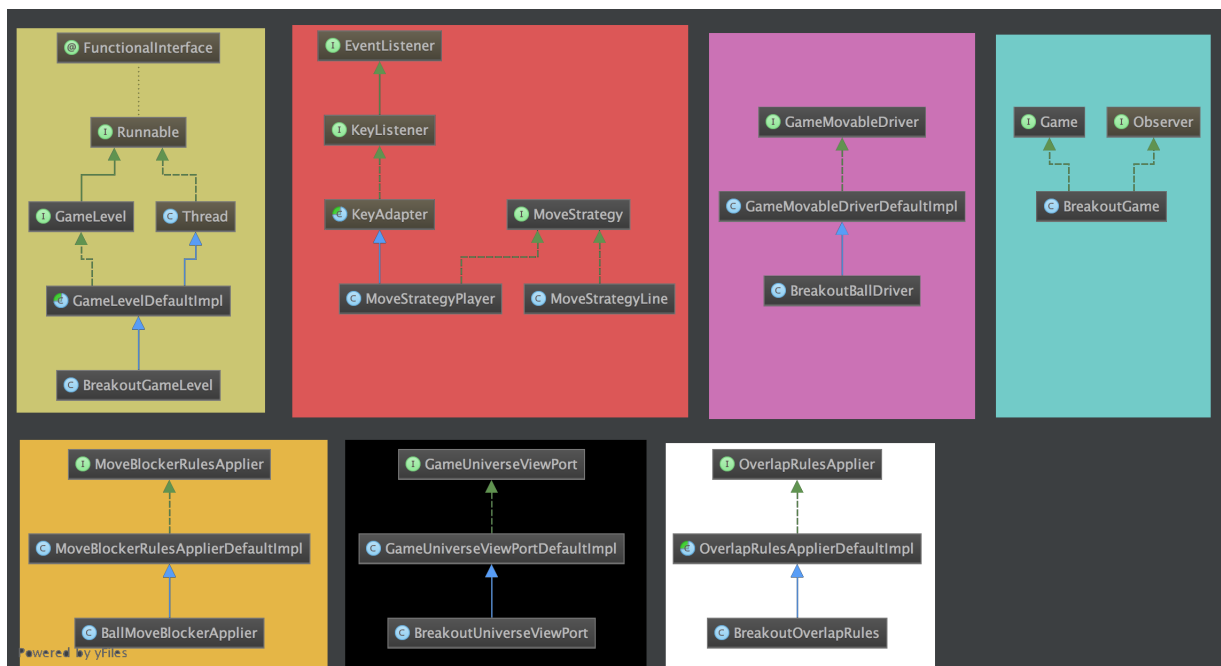 FunctionalInterface
Runnable
GameLevel
Thread
GameLevelDefaultImpl
BreakoutGameLevel
EventListener
KeyListener
KeyAdapter
MoveStrategy
MoveStrategyPlayer
MoveStrategyLine
GameMovableDriver
GameMovableDriverDefaultImpl
BreakoutBallDriver
Game
Observer
BreakoutGame
MoveBlockerRulesApplier
MoveBlockerRulesApplierDefaultImpl
BallMoveBlockerApplier
Powered by yFiles
GameUniverseViewPort
GameUniverseViewPortDefaultImpl
BreakoutUniverseViewPort
OverlapRulesApplier
OverlapRulesApplierDefaultImpl
BreakoutOverlapRules